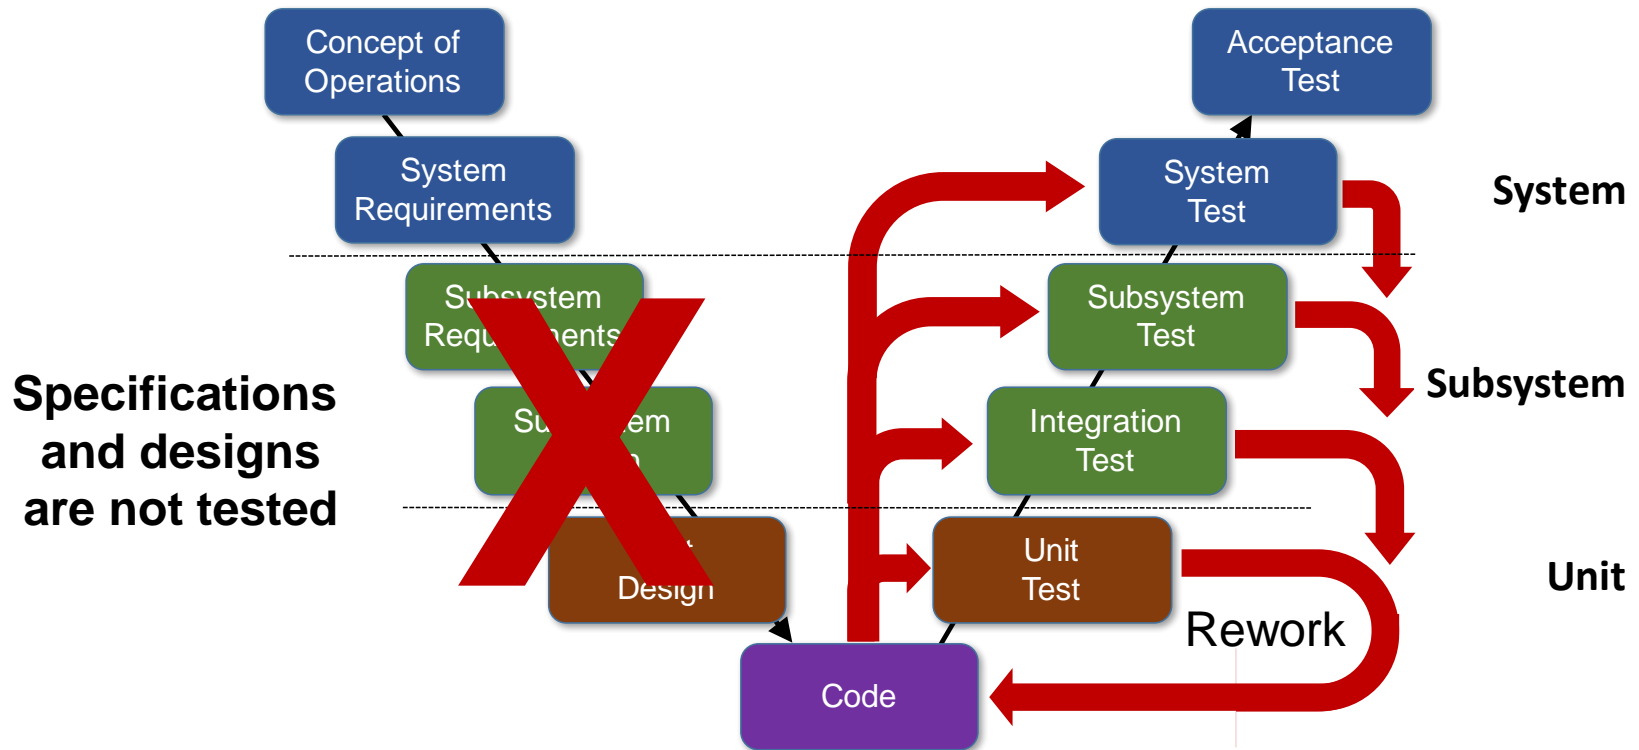 Concept of
Operations
Acceptance
Test
System
Requirements
System
Test
System
Subsystem
Subsystem
Test
Subsystem
Specifications
and designs
are not tested
Integration
Test
Design
Unit
Test
Unit
Rework
Code